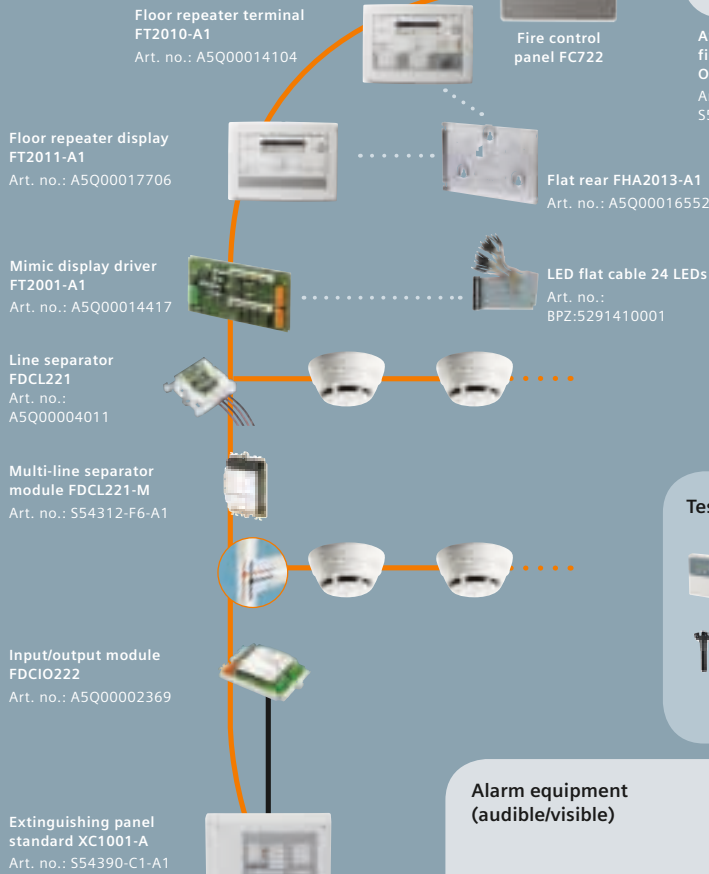 Floor repeater terminal
FT2010-A1
Art. no.: A5Q00014104
Fire control
panel FC722
A
fi
O
A
S5
Floor repeater display
FT2011-A1
Art. no.: A5Q00017706
Flat rear FHA2013-A1
Art. no.: A5Q00016552
Mimic display driver
FT2001-A1
Art. no.: A5Q00014417
LED flat cable 24 LEDs
Art. no.:
BPZ:5291410001
Line separator
FDCL221
Art. no.:
A5Q00004011
Multi-line separator
module FDCL221-M
Art. no.: S54312-F6-A1
Tes
Input/output module
FDCIO222
Art. no.: A5Q00002369
Alarm equipment
(audible/visible)
Extinguishing panel
standard XC1001-A
Art. no.: S54390-C1-A1